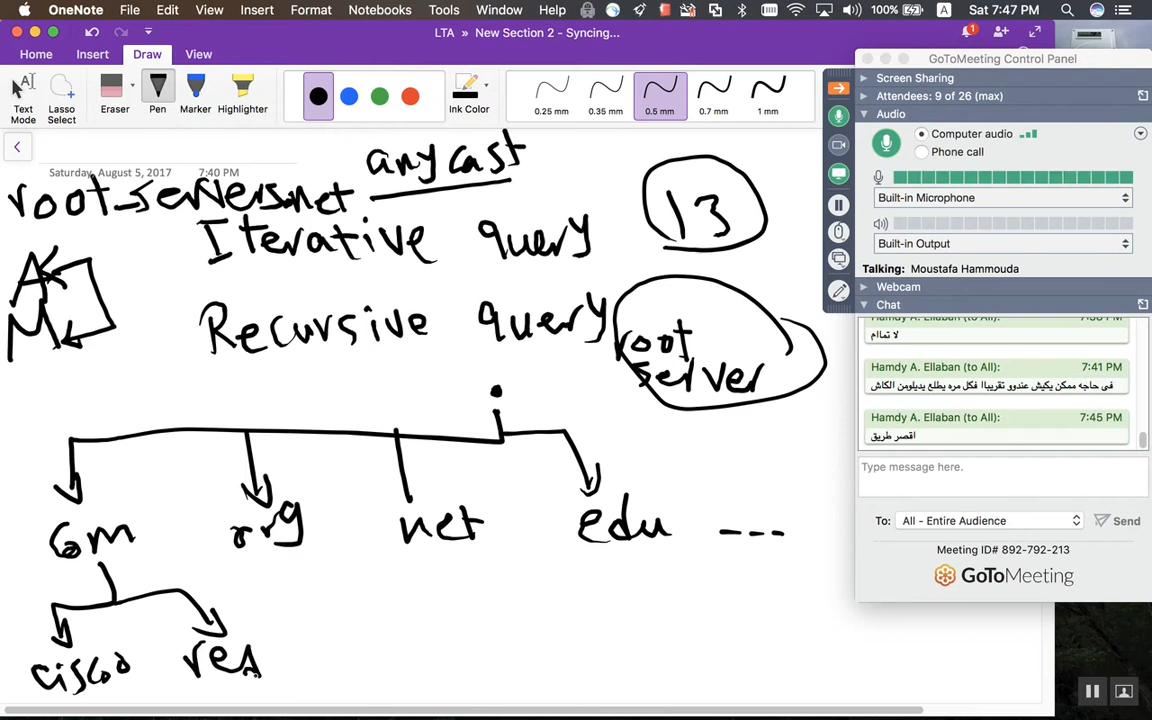 OneNote File Edit View Insert Format Notebooks Tools Window Help 100% A Sat 7:47 PM
LTA » New Section 2 - Syncing...
1
Home Insert Draw View
Text Mode
Lasso Select
Eraser
Pen
Marker
Highlighter
Ink Color
0.25 mm 0.35 mm 0.5 mm 0.7 mm 1 mm
Saturday, August 5, 2017 7:40 PM
anycast
root-servers.net
13
Iterative query
A
M
Recursive query
root
server
.
com org net edu ---
cisco
GoToMeeting Control Panel
Screen Sharing
Attendees: 9 of 26 (max)
Audio
Computer audio
Phone call
Built-in Microphone
Built-in Output
Talking: Moustafa Hammouda
Webcam
Chat
لا تماام
Hamdy A. Ellaban (to All): 7:41 PM
فى حاجه ممكن يكيش عندوو تقريباا فكل مره يطلع يديلومن الكاش
Hamdy A. Ellaban (to All): 7:45 PM
اقصر طريق
Type message here.
To: All - Entire Audience Send
Meeting ID# 892-792-213
GoToMeeting